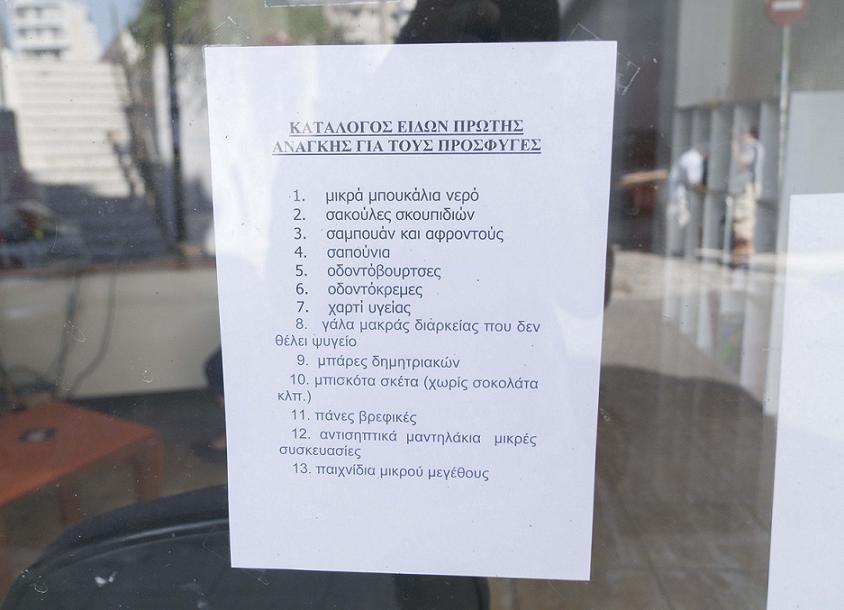 ΚΑΤΑΛΟΓΟΣ ΕΙΔΩΝ ΠΡΩΤΗΣ
ΑΝΑΓΚΗΣ ΓΙΑ ΤΟΥΣ ΠΡΟΣΦΥΓΕΣ
1. μικρά μπουκάλια νερό
2. σακούλες σκουπιδιών
3. σαμπουάν και αφροντούς
4. σαπούνια
5. οδοντόβουρτσες
6. οδοντόκρεμες
7. χαρτί υγείας
8. γάλα μακράς διάρκειας που δεν
θέλει ψυγείο
9. μπάρες δημητριακών
10. μπισκότα σκέτα (χωρίς σοκολάτα
κλπ.)
11. πάνες βρεφικές
12. αντισηπτικά μαντηλάκια μικρές
συσκευασίες
13. παιχνίδια μικρού μεγέθους